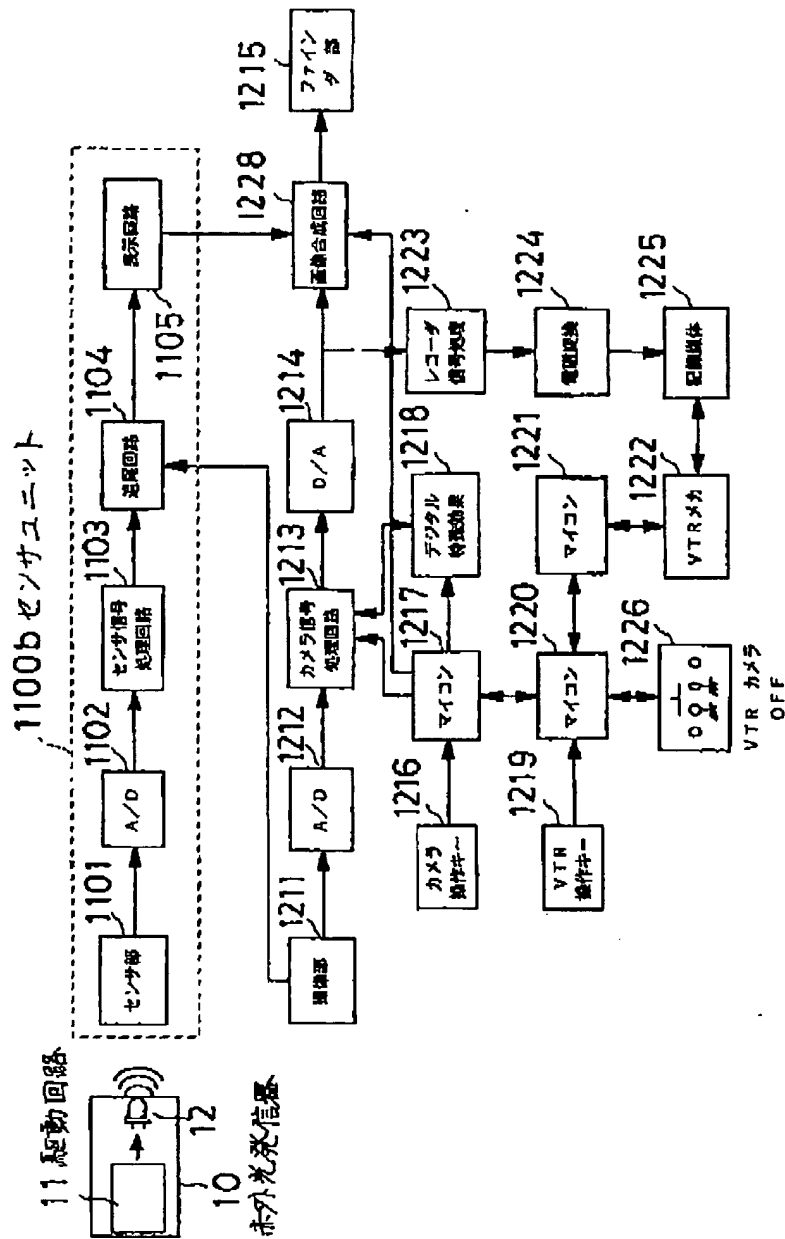 11 駆動回路
12
10
赤外光発信器
1100b センサユニット
1101
センサ部
1102
A/D
1103
センサ信号
処理回路
1104
追尾回路
1105
表示回路
1211
撮像部
1212
A/D
1213
カメラ信号
処理回路
1214
D/A
1228
画像合成回路
1215
ファイン
ダ部
1216
カメラ
操作キー
1217
マイコン
1218
デジタル
特殊効果
1223
レコーダ
信号処理
1224
電磁変換
1225
記録媒体
1219
VTR
操作キー
1220
マイコン
1221
マイコン
1222
VTRメカ
1226
VTR カメラ
OFF